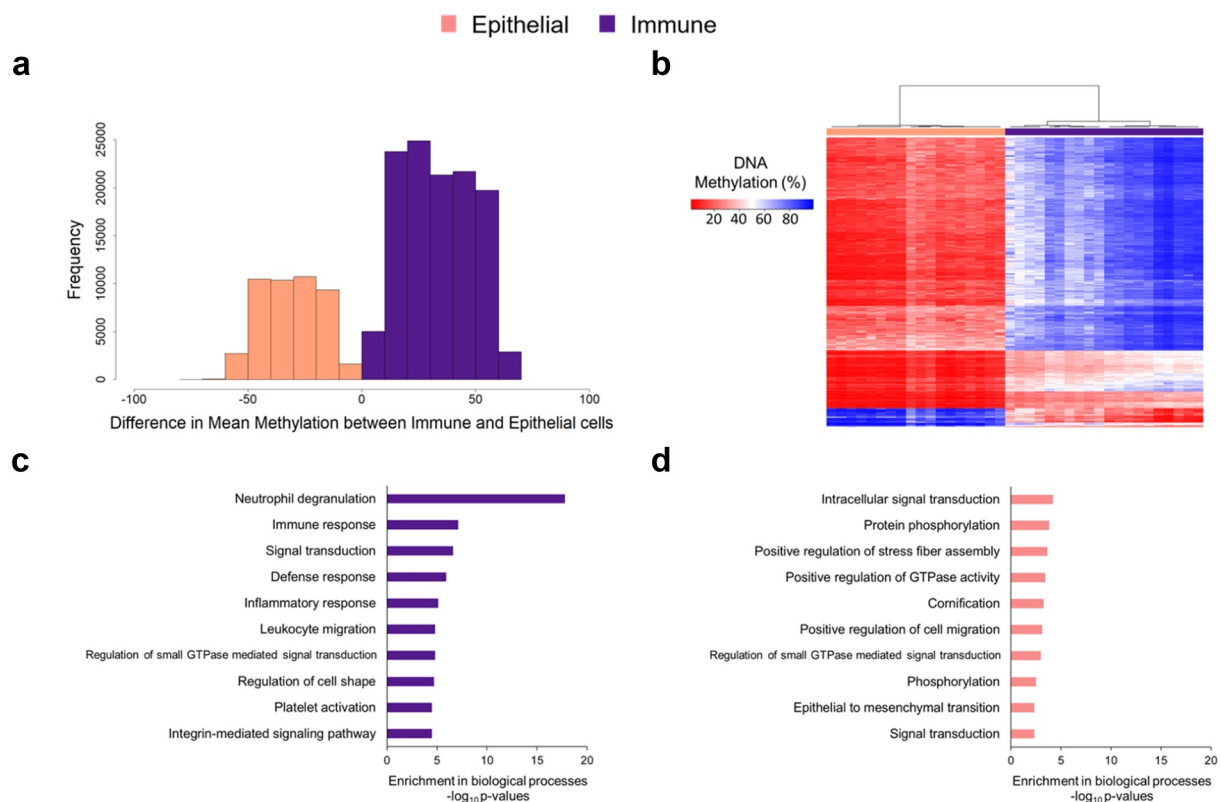 Epithelial Immune
a
25000
20000
15000
10000
5000
0
Frequency
-100 -50 0 50 100
Difference in Mean Methylation between Immune and Epithelial cells
b
DNA
Methylation (%)
20 40 60 80
c
Neutrophil degranulation
Immune response
Signal transduction
Defense response
Inflammatory response
Leukocyte migration
Regulation of small GTPase mediated signal transduction
Regulation of cell shape
Platelet activation
Integrin-mediated signaling pathway
0 5 10 15 20
Enrichment in biological processes
-log₁₀p-values
d
Intracellular signal transduction
Protein phosphorylation
Positive regulation of stress fiber assembly
Positive regulation of GTPase activity
Cornification
Positive regulation of cell migration
Regulation of small GTPase mediated signal transduction
Phosphorylation
Epithelial to mesenchymal transition
Signal transduction
0 5 10 15 20
Enrichment in biological processes
-log₁₀p-values